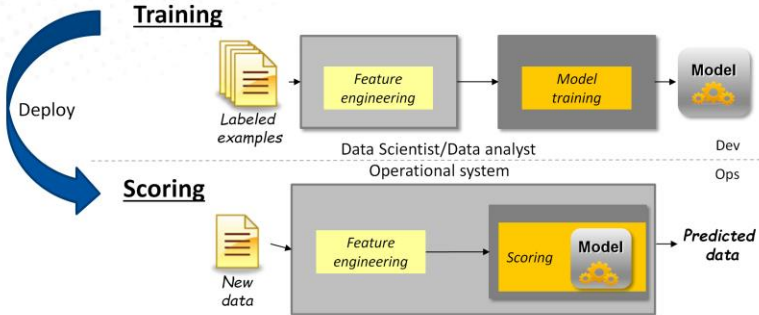 Training
Deploy
Labeled
examples
Feature
engineering
Model
training
Model
Data Scientist/Data analyst
Dev
Operational system
Ops
Scoring
New
data
Feature
engineering
Scoring
Model
Predicted
data